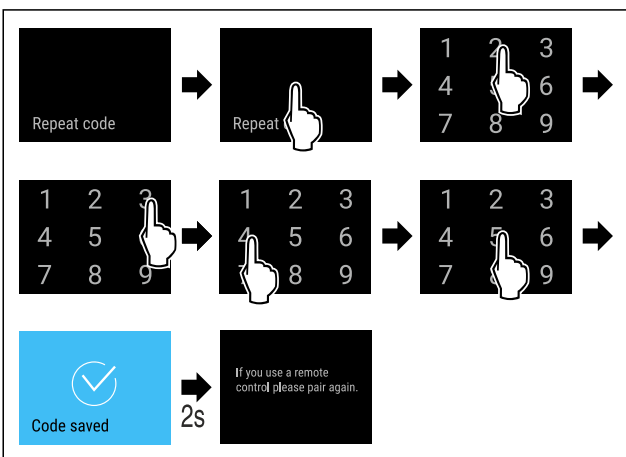 Repeat code
Repeat
1 2 3
4 6
7 8 9
1 2 3
4 5
7 8 9
1 2 3
4 5 6
7 8 9
1 2 3
4 5 6
7 8 9
Code saved
2s
If you use a remote
control please pair again.